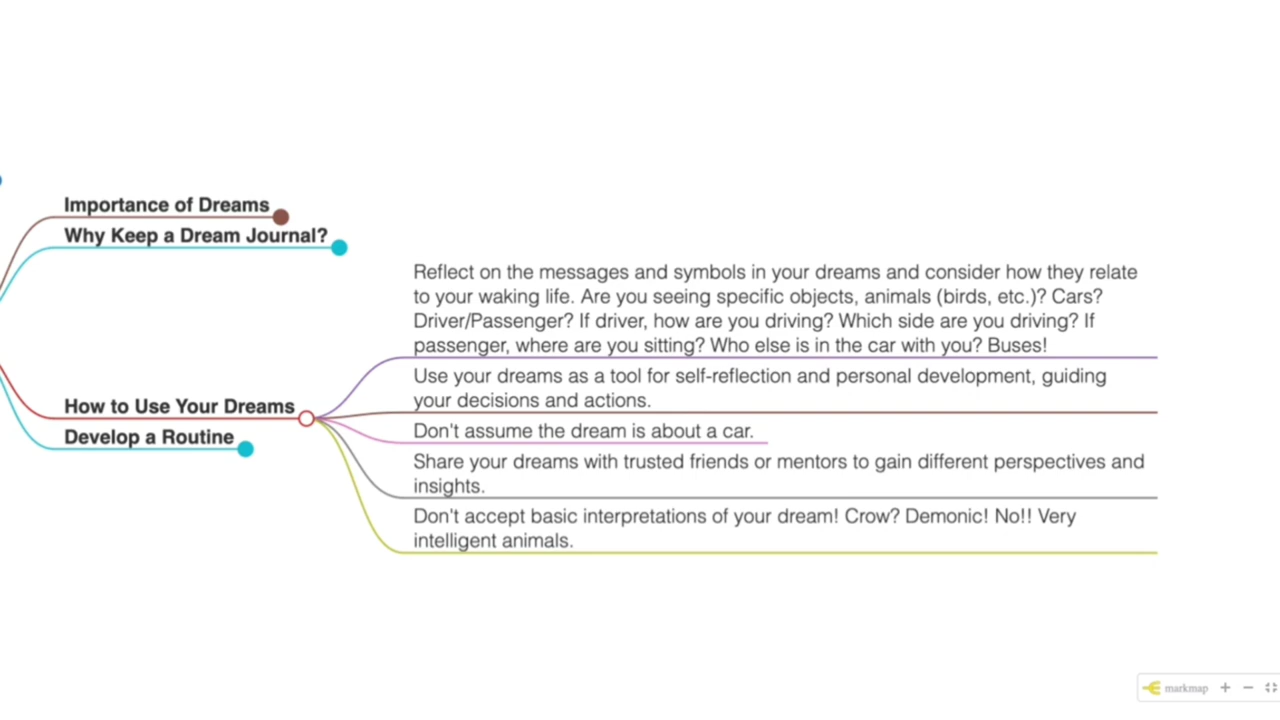 Importance of Dreams
Why Keep a Dream Journal?
Reflect on the messages and symbols in your dreams and consider how they relate
to your waking life. Are you seeing specific objects, animals (birds, etc.)? Cars?
Driver/Passenger? If driver, how are you driving? Which side are you driving? If
passenger, where are you sitting? Who else is in the car with you? Buses!
Use your dreams as a tool for self-reflection and personal development, guiding
your decisions and actions.
How to Use Your Dreams
Don't assume the dream is about a car.
Develop a Routine
Share your dreams with trusted friends or mentors to gain different perspectives and
insights.
Don't accept basic interpretations of your dream! Crow? Demonic! No!! Very
intelligent animals.
markmap